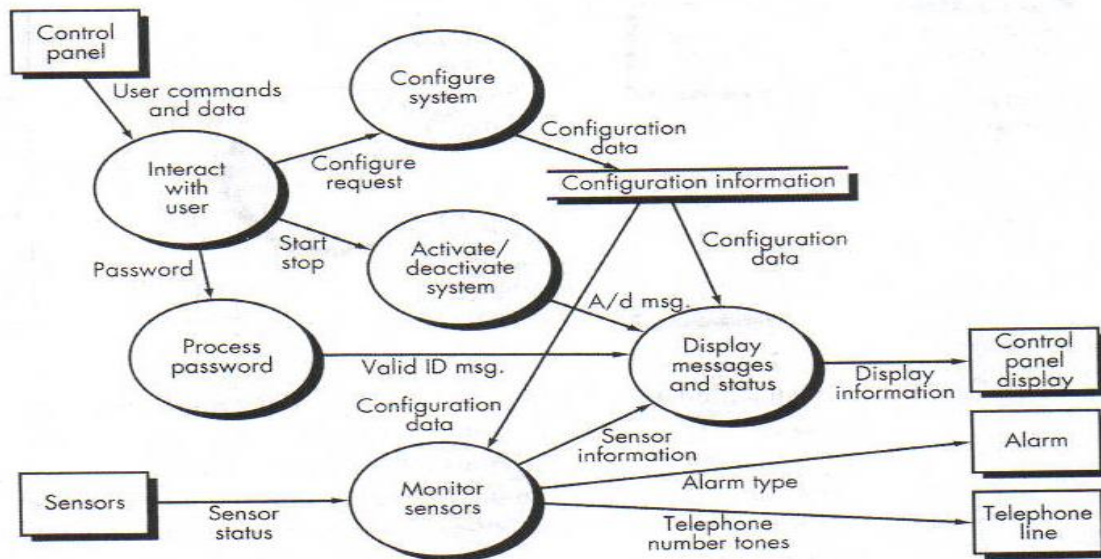 Control
panel
User commands
and data
Interact
with
user
Configure
system
Configure
request
Configuration
data
Configuration information
Start
stop
Activate/
deactivate
system
Configuration
data
Password
A/d msg.
Process
password
Valid ID msg.
Display
messages
and status
Display
information
Control
panel
display
Configuration
data
Sensor
information
Alarm
Alarm type
Sensors
Sensor
status
Monitor
sensors
Telephone
number tones
Telephone
line